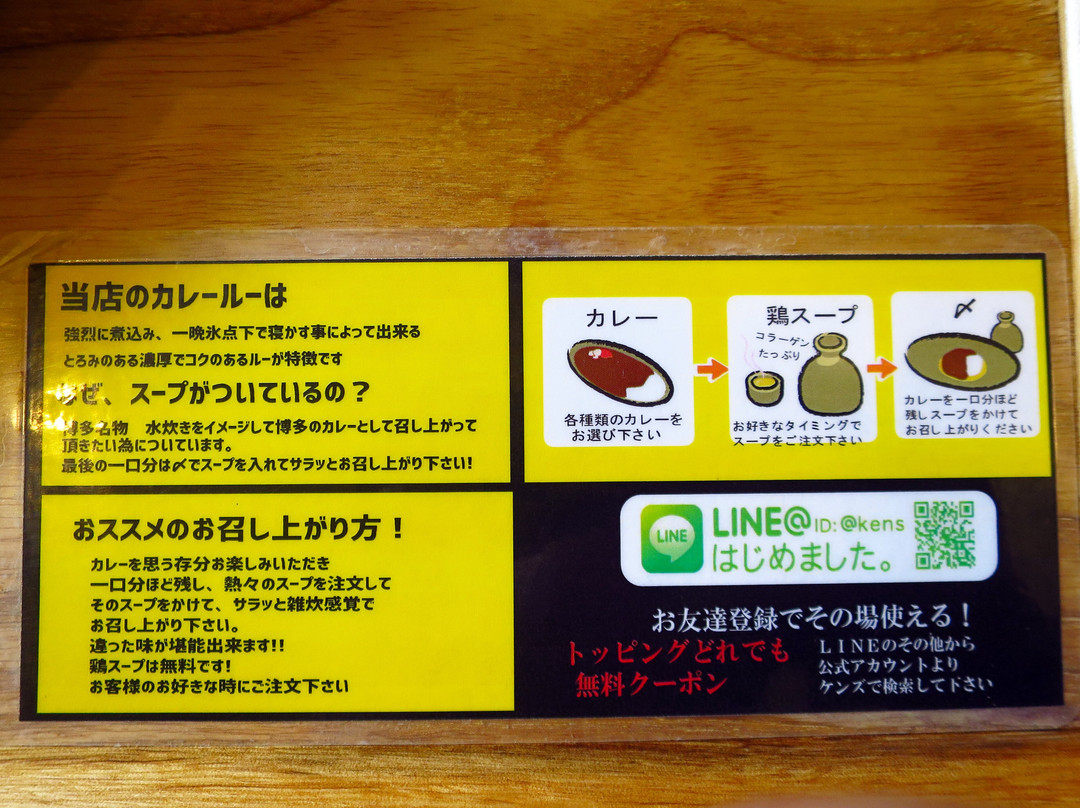 当店のカレールーは
強烈に煮込み、一晩氷点下で寝かす事によって出来る
とろみのある濃厚でコクのあるルーが特徴です
なぜ、スープがついているの？
博多名物　水炊きをイメージして博多のカレーとして召し上がって
頂きたい為についています。
最後の一口分は〆でスープを入れてサラッとお召し上がり下さい!
カレー
各種類のカレーを
お選び下さい
鶏スープ
コラーゲン
たっぷり
お好きなタイミングで
スープをご注文下さい
〆
カレーを一口分ほど
残しスープをかけて
お召し上がりください
おススメのお召し上がり方！
カレーを思う存分お楽しみいただき
一口分ほど残し、熱々のスープを注文して
そのスープをかけて、サラッと雑炊感覚で
お召し上がり下さい。
違った味が堪能出来ます!!
鶏スープは無料です!
お客様のお好きな時にご注文下さい
LINE
LINE@ ID: @kens
はじめました。
お友達登録でその場使える！
トッピングどれでも
無料クーポン
ＬＩＮＥのその他から
公式アカウントより
ケンズで検索して下さい